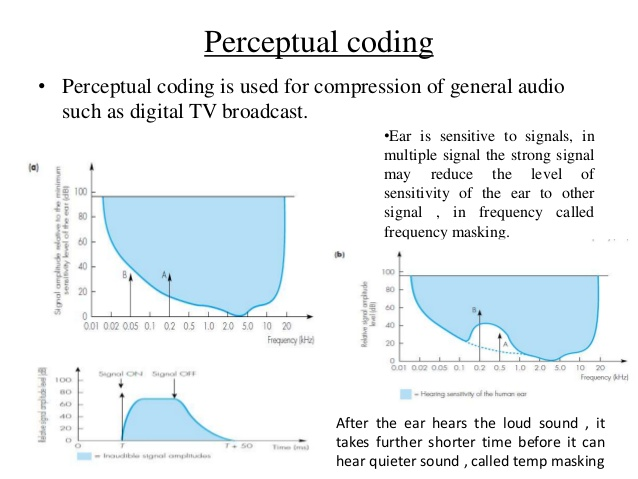 Perceptual coding
• Perceptual coding is used for compression of general audio
such as digital TV broadcast.
•Ear is sensitive to signals, in
multiple signal the strong signal
may reduce the level of
sensitivity of the ear to other
signal , in frequency called
frequency masking.
(a)
Signal amplitude relative to the minimum
sensitivity level of the ear (dB)
100
80
60
40
20
0
B
A
0.01 0.02 0.05 0.1 0.2 0.5 1.0 2.0 5.0 10 20
Frequency (kHz)
(b)
Relative signal amplitude
level (dB)
100
80
60
40
20
0
B
A
0.01 0.02 0.05 0.1 0.2 0.5 1.0 2.0 5.0 10 20
Frequency (kHz)
= Hearing sensitivity of the human ear
Relative signal amplitude level (dB)
Signal ON Signal OFF
100
80
60
40
20
0
0 T T + 50 Time (ms)
= Inaudible signal amplitudes
After the ear hears the loud sound , it
takes further shorter time before it can
hear quieter sound , called temp masking